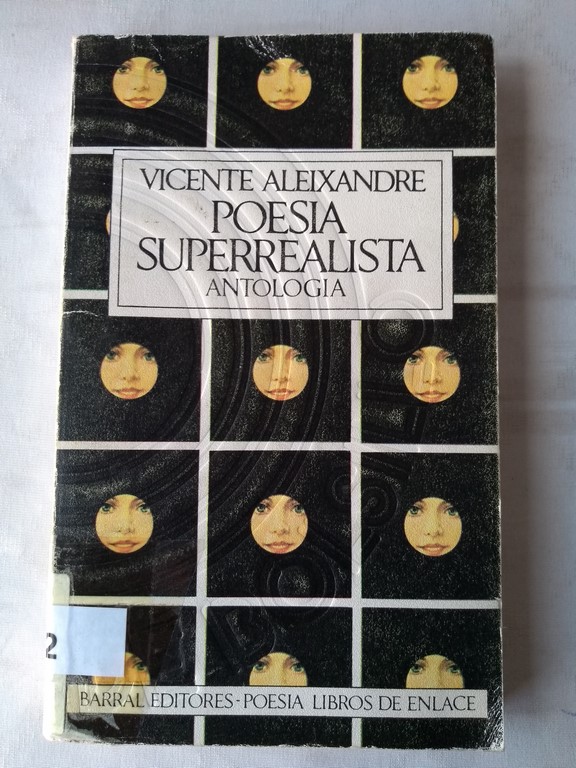 VICENTE ALEIXANDRE
POESIA
SUPERREALISTA
ANTOLOGIA
2
BARRAL EDITORES-POESIA LIBROS DE ENLACE